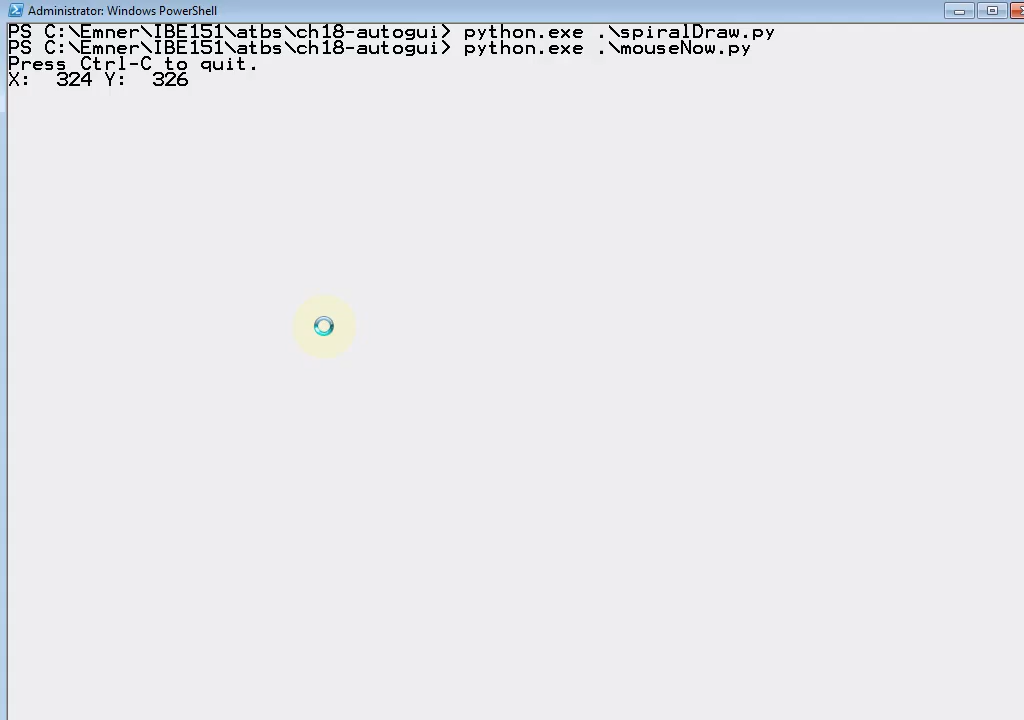 Administrator: Windows PowerShell
PS C:\Emner\IBE151\atbs\ch18-autogui> python.exe .\spiralDraw.py
PS C:\Emner\IBE151\atbs\ch18-autogui> python.exe .\mouseNow.py
Press Ctrl-C to quit.
X:  324 Y:  326